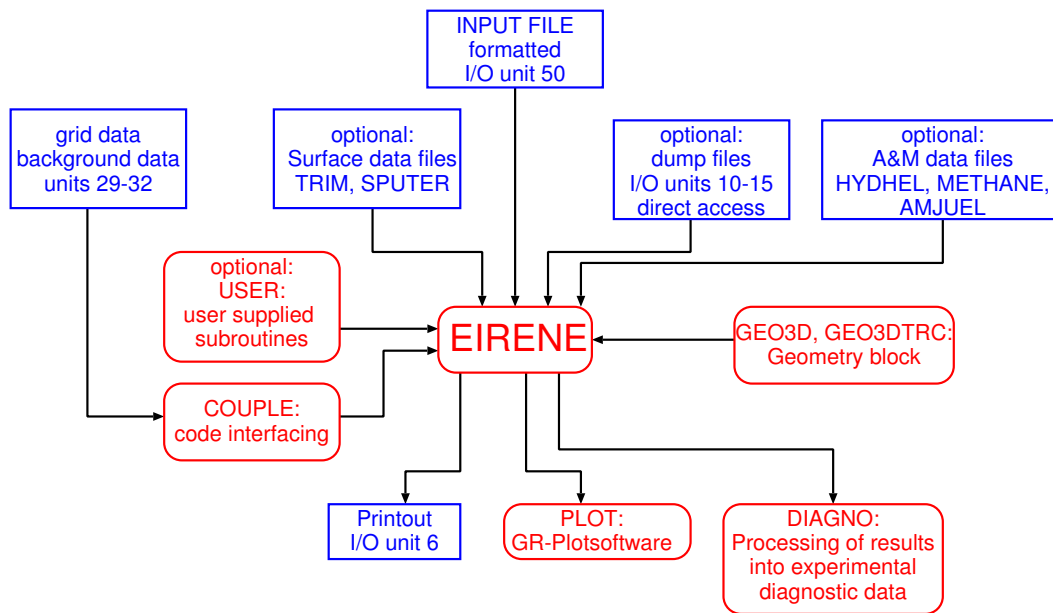 INPUT FILE
formatted
I/O unit 50
grid data
background data
units 29-32
optional:
Surface data files
TRIM, SPUTER
optional:
dump files
I/O units 10-15
direct access
optional:
A&M data files
HYDHEL, METHANE,
AMJUEL
optional:
USER:
user supplied
subroutines
EIRENE
GEO3D, GEO3DTRC:
Geometry block
COUPLE:
code interfacing
Printout
I/O unit 6
PLOT:
GR-Plotsoftware
DIAGNO:
Processing of results
into experimental
diagnostic data